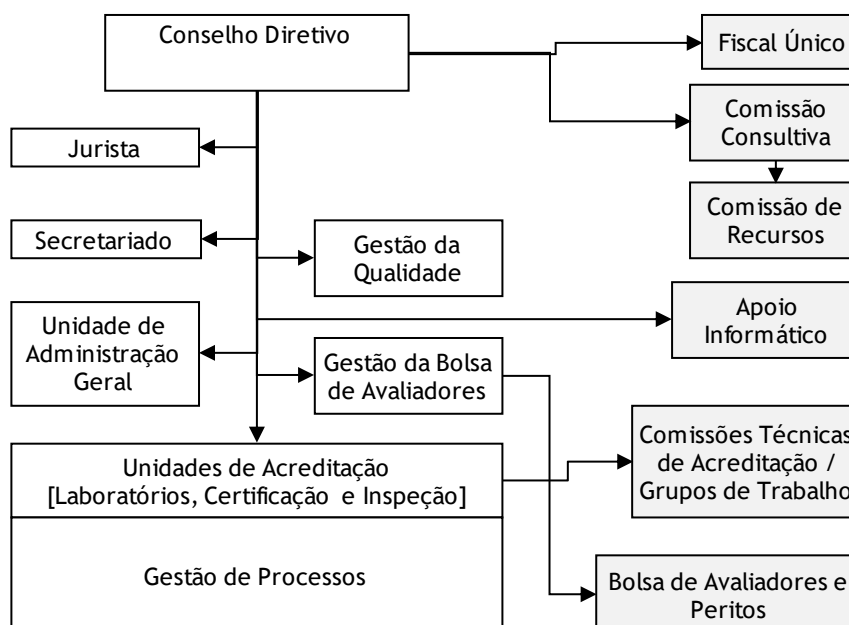 Conselho Diretivo
Fiscal Único
Comissão
Consultiva
Jurista
Comissão de
Recursos
Secretariado
Gestão da
Qualidade
Apoio
Informático
Unidade de
Administração
Geral
Gestão da Bolsa
de Avaliadores
Comissões Técnicas
de Acreditação /
Grupos de Trabalho
Unidades de Acreditação
[Laboratórios, Certificação e Inspeção]
Gestão de Processos
Bolsa de Avaliadores e
Peritos